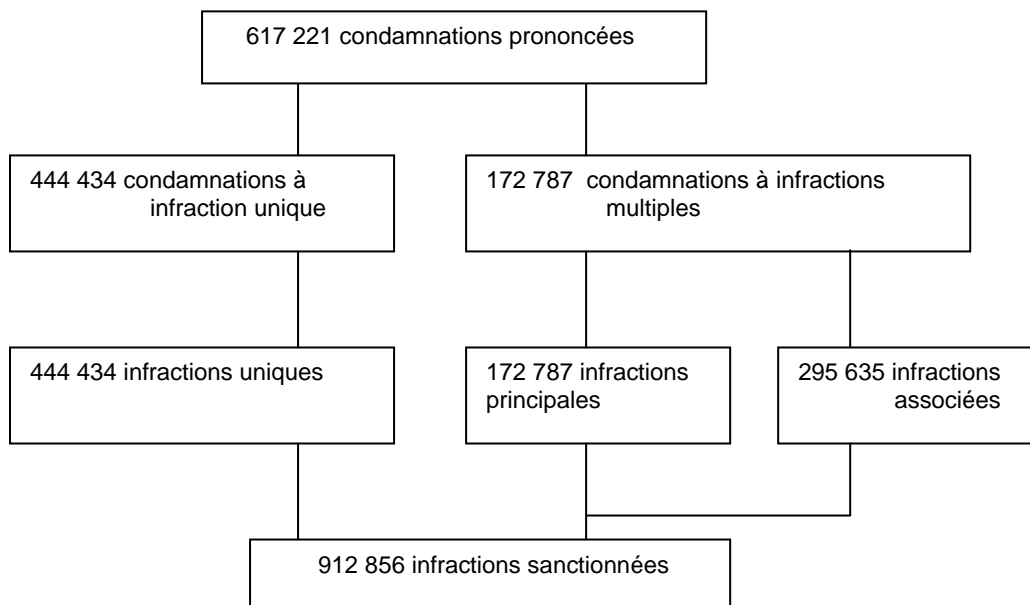 617 221 condamnations prononcées
444 434 condamnations à
infraction unique
172 787 condamnations à infractions
multiples
444 434 infractions uniques
172 787 infractions
principales
295 635 infractions
associées
912 856 infractions sanctionnées